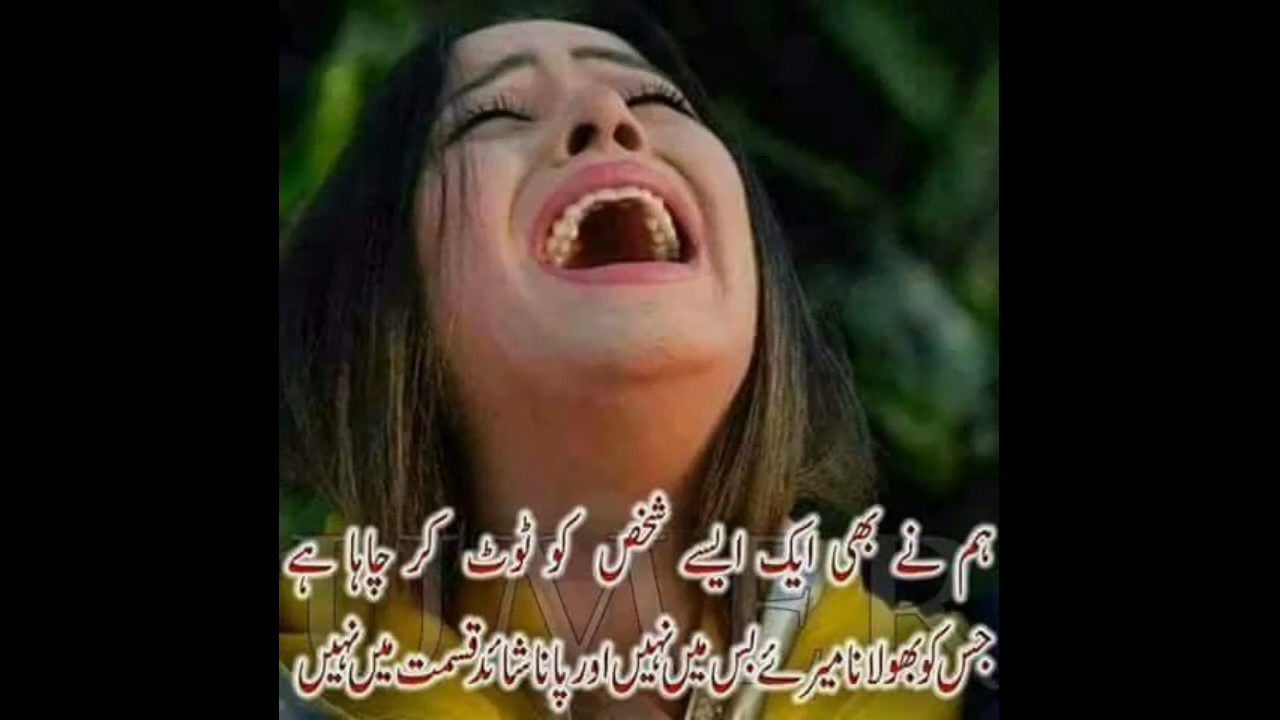 ہم نے بھی ایک ایسے شخص کو ٹوٹ کر چاہا ہے
جس کو بھولانا میرے بس میں نہیں اور پانا شائد قسمت میں نہیں
UMER